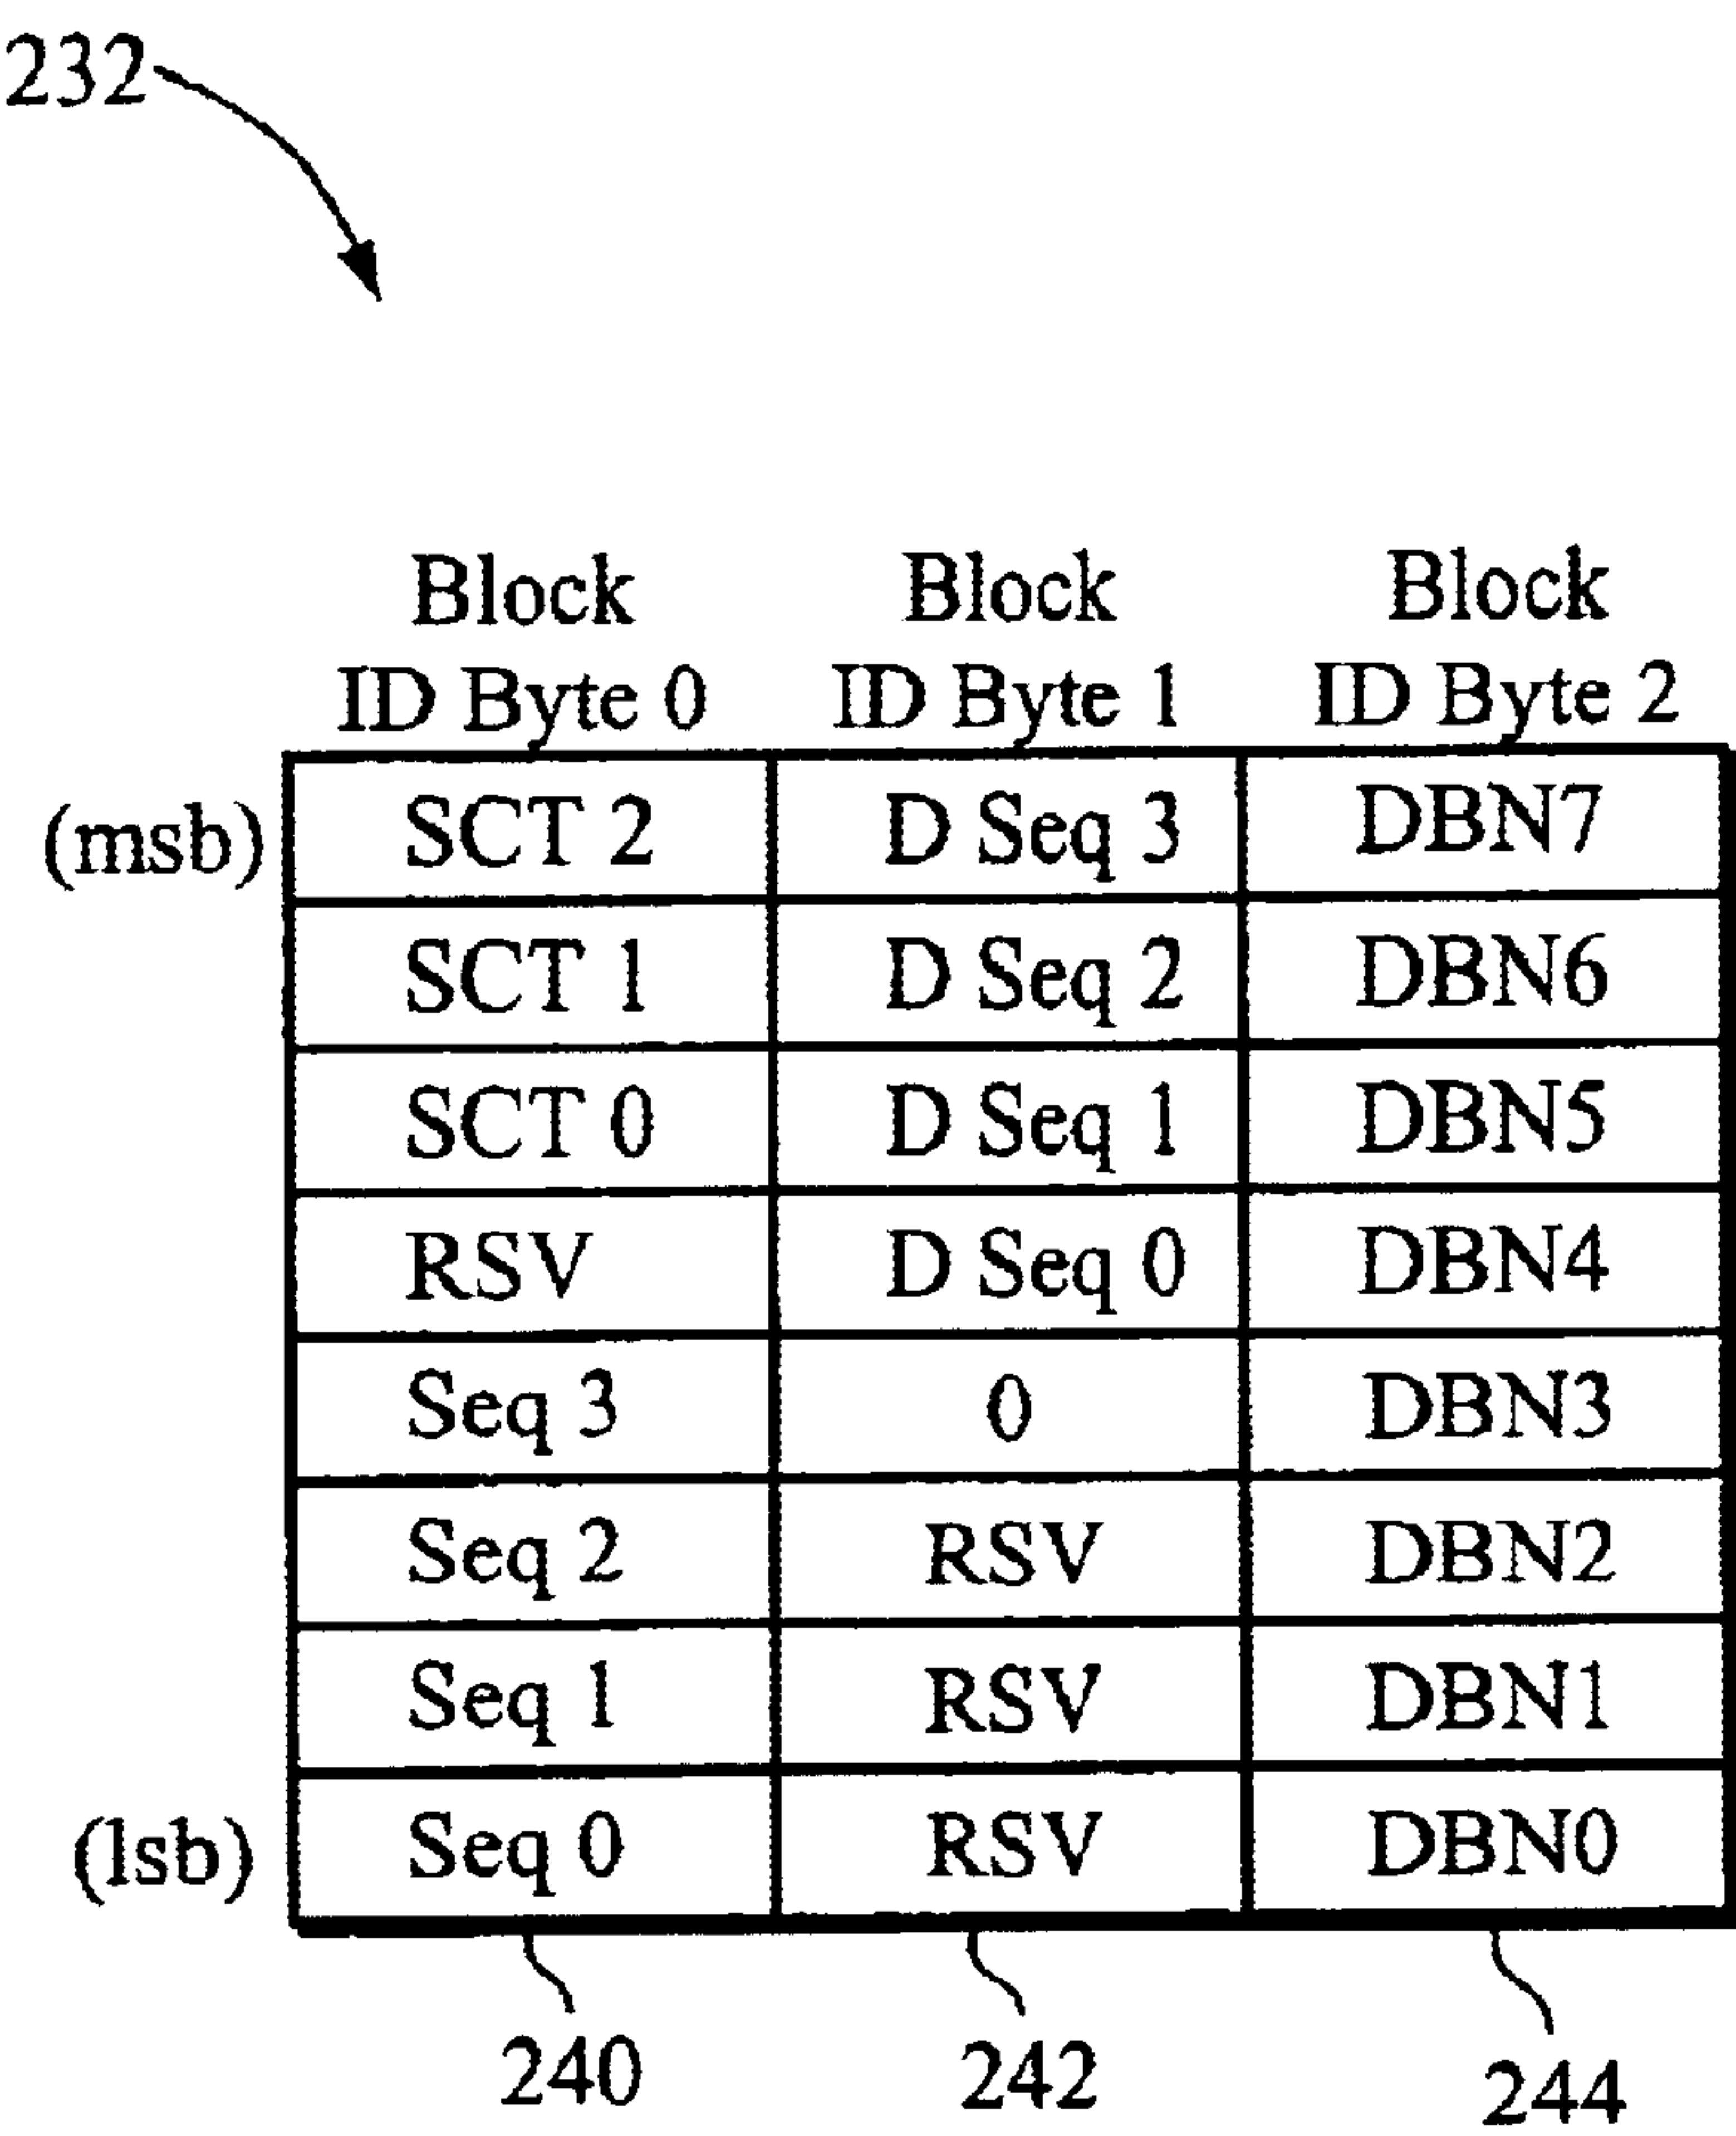 232
Block Block Block
ID Byte 0 ID Byte 1 ID Byte 2
(msb) SCT 2 D Seq 3 DBN7
SCT 1 D Seq 2 DBN6
SCT 0 D Seq 1 DBN5
RSV D Seq 0 DBN4
Seq 3 0 DBN3
Seq 2 RSV DBN2
Seq 1 RSV DBN1
(lsb) Seq 0 RSV DBN0
240 242 244